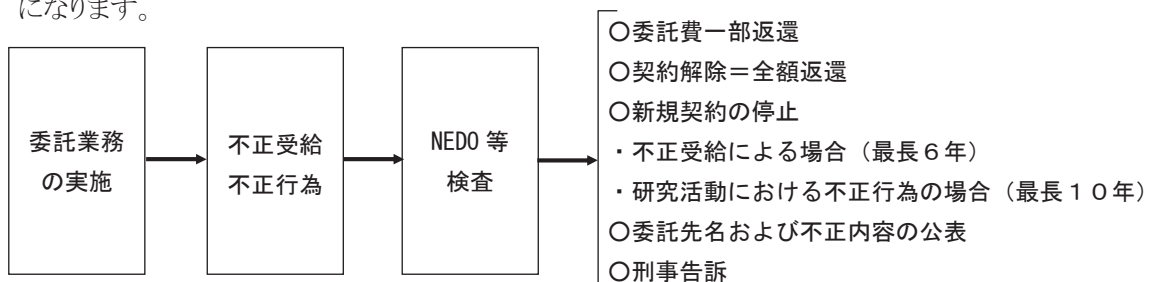 になります。
委託業務
の実施
不正受給
不正行為
NEDO 等
検査
〇委託費一部返還
〇契約解除＝全額返還
〇新規契約の停止
・不正受給による場合（最長６年）
・研究活動における不正行為の場合（最長１０年）
〇委託先名および不正内容の公表
〇刑事告訴